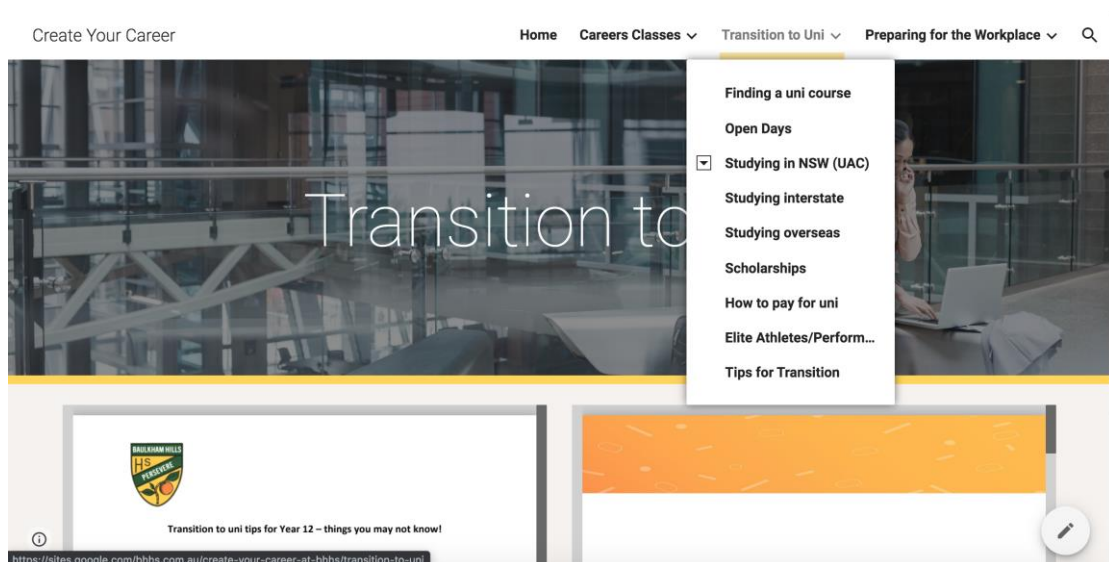 Create Your Career
Home Careers Classes Transition to Uni Preparing for the Workplace
Finding a uni course
Open Days
Studying in NSW (UAC)
Studying interstate
Studying overseas
Scholarships
How to pay for uni
Elite Athletes/Perform...
Tips for Transition
Transition to
BAULKHAM HILLS
HS
PERSEVERE
Transition to uni tips for Year 12 – things you may not know!
https://sites.google.com/bhhs.com.au/create-your-career-at-bhhs/transition-to-uni